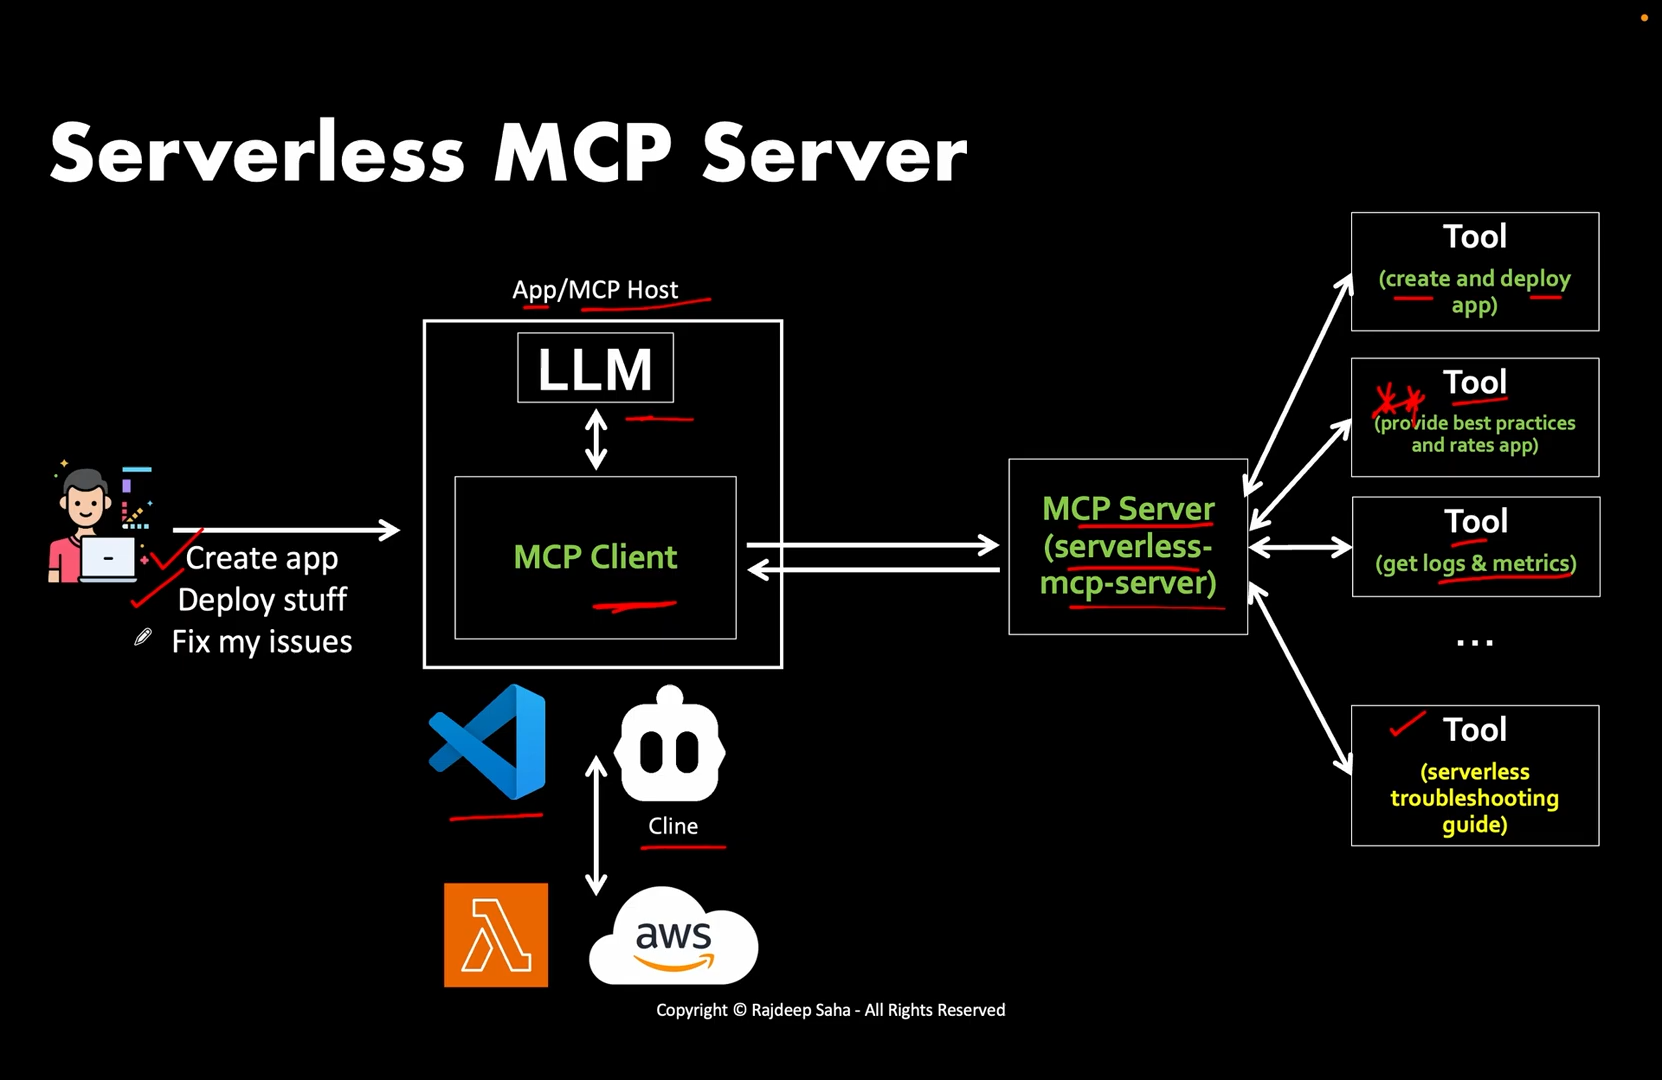 Serverless MCP Server
App/MCP Host
LLM
MCP Client
Create app
Deploy stuff
Fix my issues
MCP Server
(serverless-
mcp-server)
Tool
(create and deploy
app)
Tool
(provide best practices
and rates app)
Tool
(get logs & metrics)
...
Tool
(serverless
troubleshooting
guide)
Cline
aws
Copyright © Rajdeep Saha - All Rights Reserved